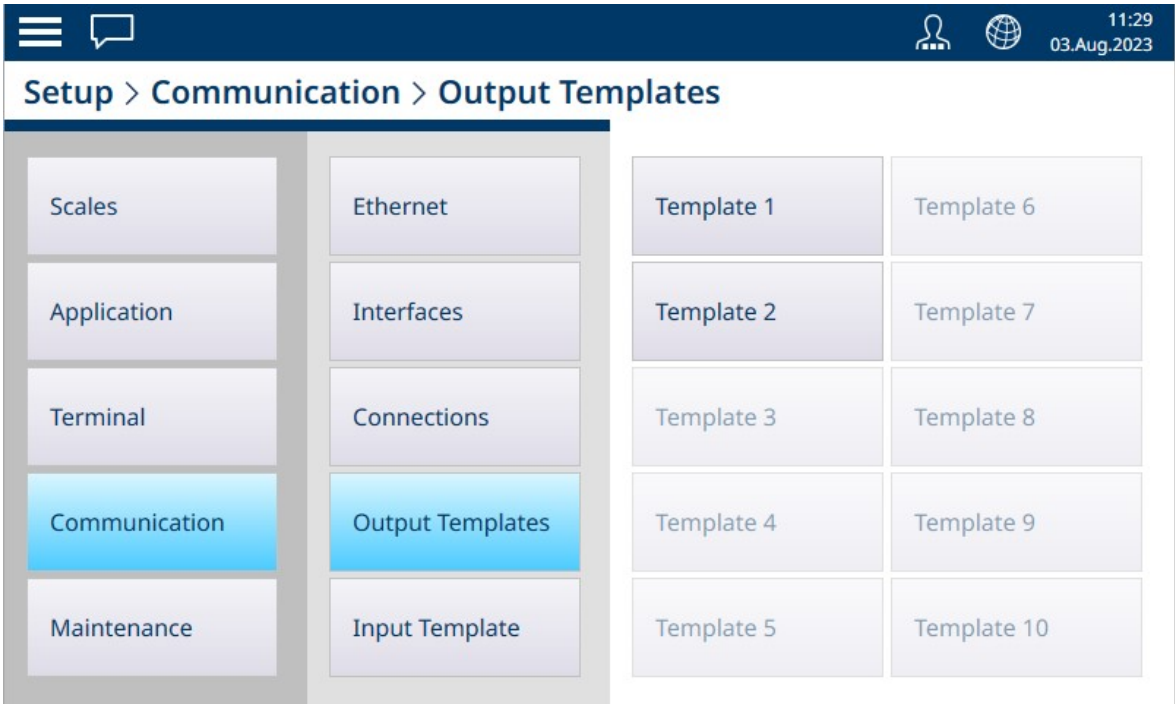 11:29
03.Aug.2023
Setup > Communication > Output Templates
Scales
Application
Terminal
Communication
Maintenance
Ethernet
Interfaces
Connections
Output Templates
Input Template
Template 1
Template 2
Template 3
Template 4
Template 5
Template 6
Template 7
Template 8
Template 9
Template 10